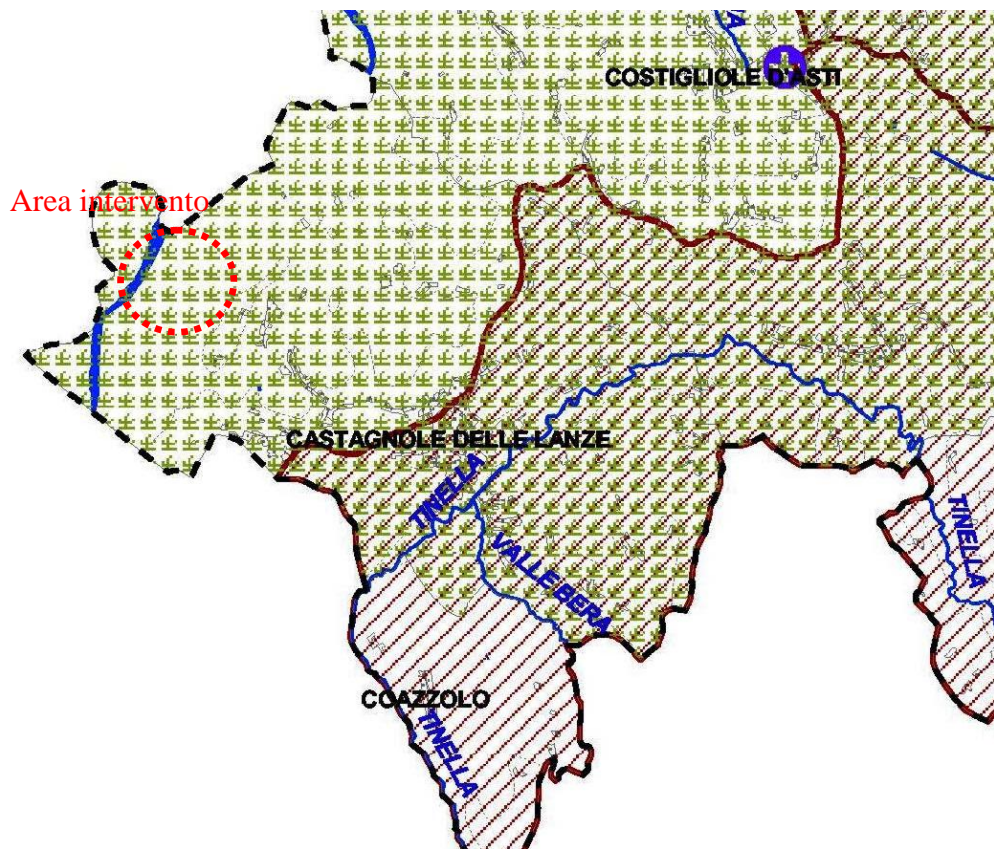 COSTIGLIOLE D'ASTI
Area intervento
CASTAGNOLE DELLE LANZE
TINELLA
VALLE BERA
TINELLA
COAZZOLO
TINELLA